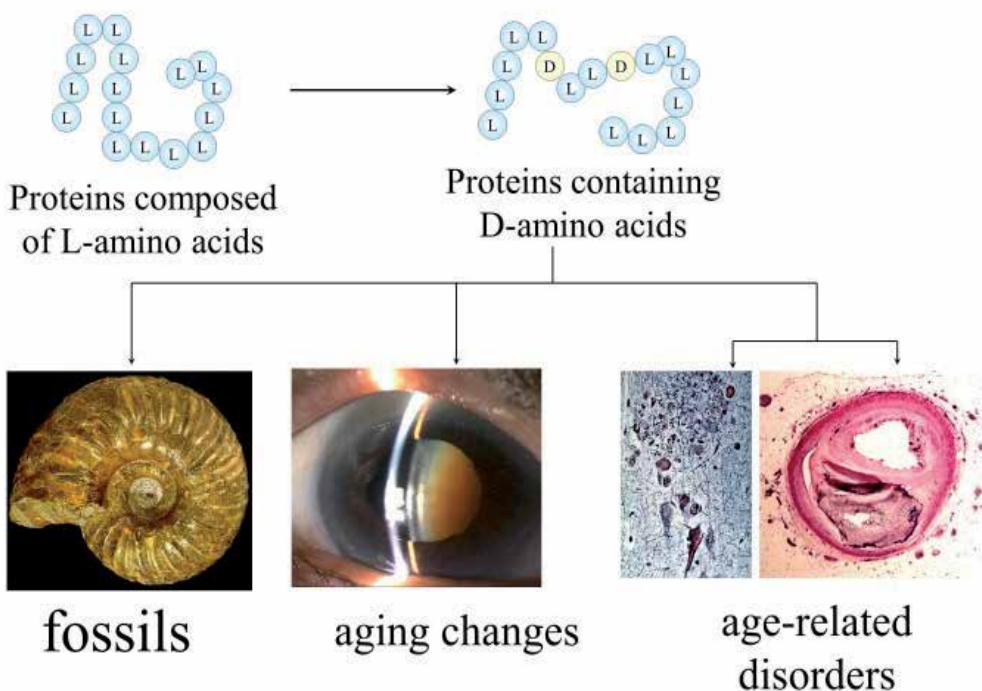 L L L L L L L L L L L L L L L L
L L L L L D L L D L L L L L L L
Proteins composed
of L-amino acids
Proteins containing
D-amino acids
fossils
aging changes
age-related
disorders